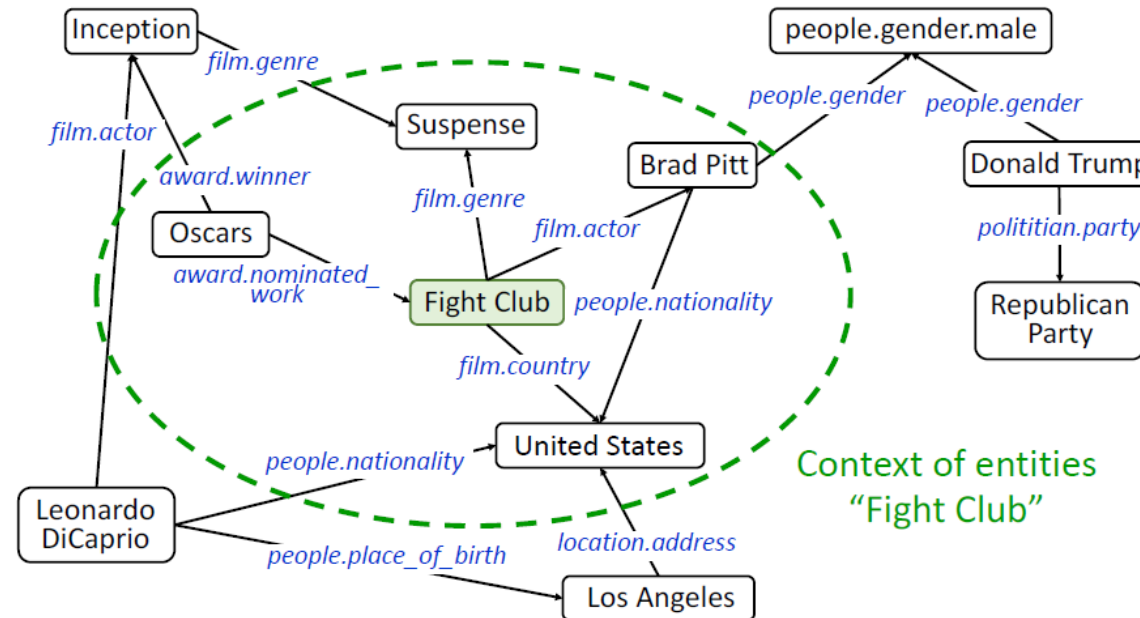 Inception
people.gender.male
film.genre
film.actor
Suspense
people.gender
people.gender
Brad Pitt
Donald Trump
award.winner
film.genre
Oscars
film.actor
polititian.party
award.nominated_
work
Fight Club
people.nationality
Republican
Party
film.country
United States
people.nationality
Context of entities
“Fight Club”
Leonardo
DiCaprio
people.place_of_birth
location.address
Los Angeles